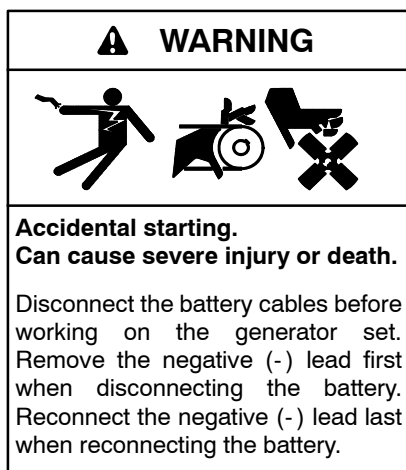 WARNING
Accidental starting.
Can cause severe injury or death.
Disconnect the battery cables before
working on the generator set.
Remove the negative (-) lead first
when disconnecting the battery.
Reconnect the negative (-) lead last
when reconnecting the battery.